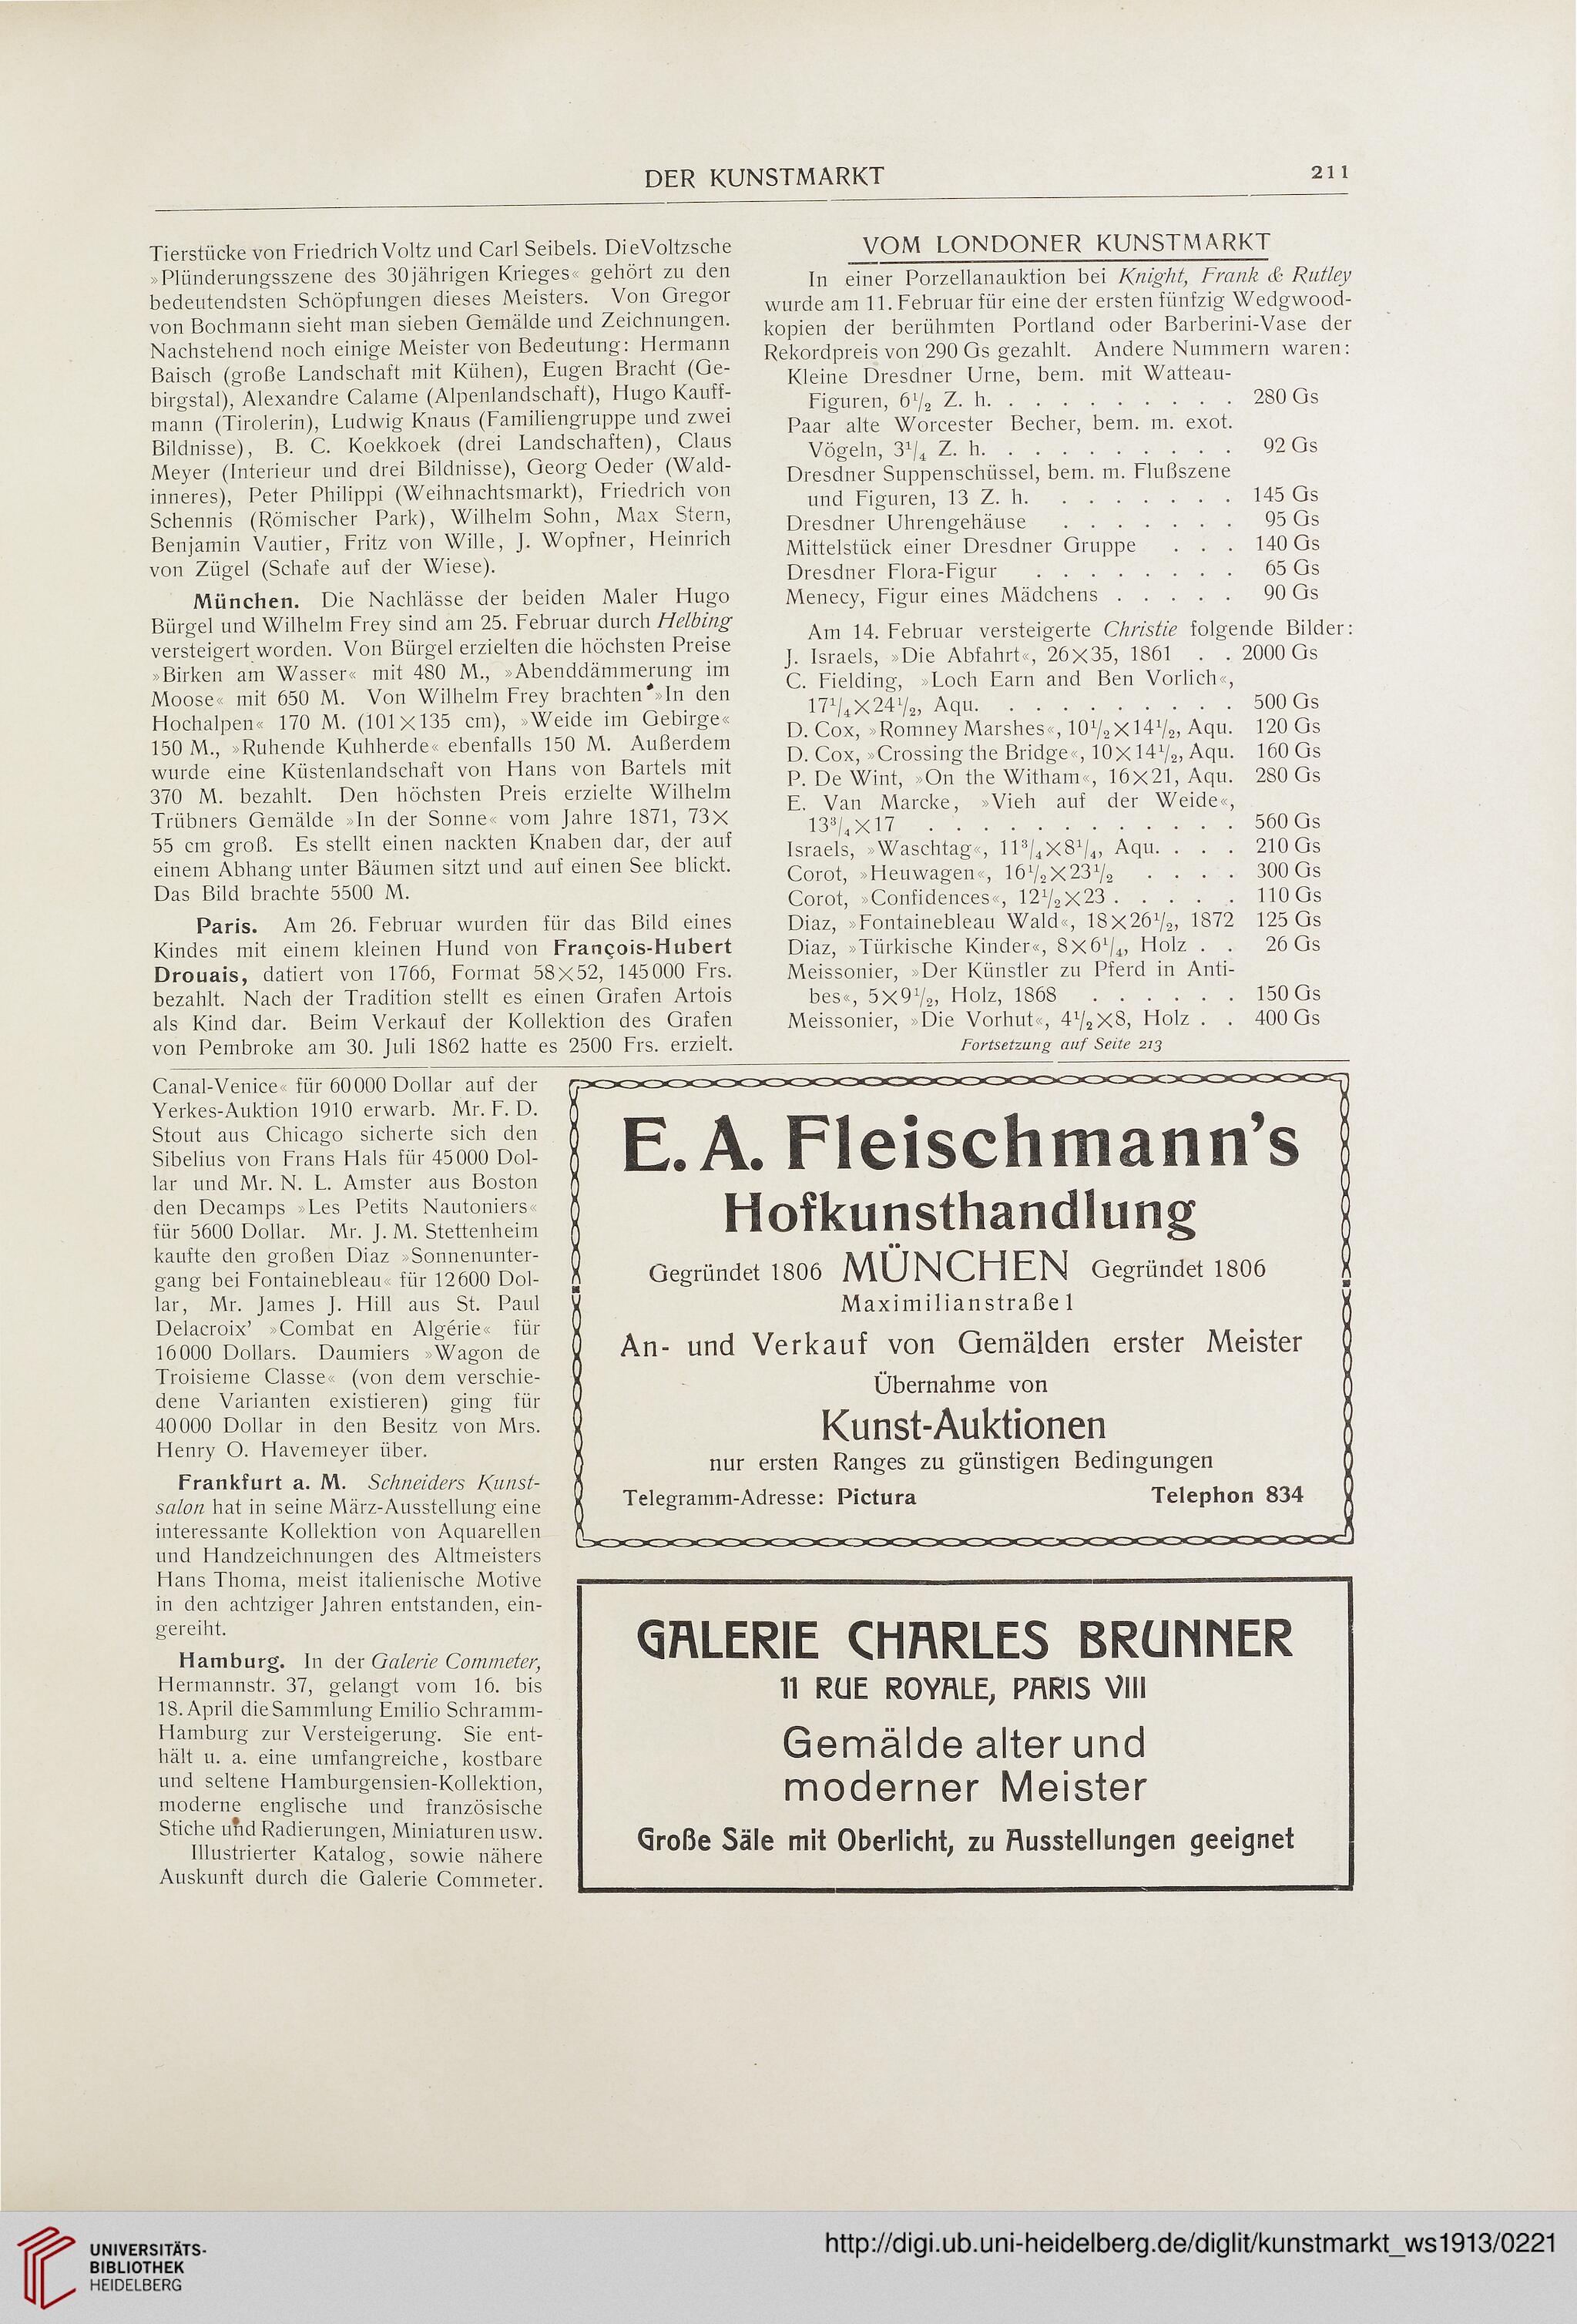 DER KUNSTMARKT
211
Tierstücke von Friedrich Voltz und Carl Seibels. Die Voltzsche
»Plünderungsszene des 30jährigen Krieges« gehört zu den
bedeutendsten Schöpfungen dieses Meisters. Von Gregor
von Bochmann sieht man sieben Gemälde und Zeichnungen.
Nachstehend noch einige Meister von Bedeutung: Hermann
Baisch (große Landschaft mit Kühen), Eugen Bracht (Ge-
birgstal), Alexandre Calame (Alpenlandschaft), Hugo Kauff-
mann (Tirolerin), Ludwig Knaus (Familiengruppe und zwei
Bildnisse), B. C. Koekkoek (drei Landschaften), Claus
Meyer (Interieur und drei Bildnisse), Georg Oeder (Wald-
inneres), Peter Philippi (Weihnachtsmarkt), Friedrich von
Schennis (Römischer Park), Wilhelm Sohn, Max Stern,
Benjamin Vautier, Fritz von Wille, J. Wopfner, Heinrich
von Zügel (Schafe auf der Wiese).
München. Die Nachlässe der beiden Maler Hugo
Bürgel und Wilhelm Frey sind am 25. Februar durch Helbing
versteigert worden. Von Bürgel erzielten die höchsten Preise
»Birken am Wasser« mit 480 M., »Abenddämmerung im
Moose« mit 650 M. Von Wilhelm Frey brachten »In den
Hochalpen« 170 M. (101×135 cm), »Weide im Gebirge«
150 M., »Ruhende Kuhherde« ebenfalls 150 M. Außerdem
wurde eine Küstenlandschaft von Hans von Bartels mit
370 M. bezahlt. Den höchsten Preis erzielte Wilhelm
Trübners Gemälde »In der Sonne« vom Jahre 1871, 73×
55 cm groß. Es stellt einen nackten Knaben dar, der auf
einem Abhang unter Bäumen sitzt und auf einen See blickt.
Das Bild brachte 5500 M.
Paris. Am 26. Februar wurden für das Bild eines
Kindes mit einem kleinen Hund von François-Hubert
Drouais, datiert von 1766, Format 58×52, 145000 Frs.
bezahlt. Nach der Tradition stellt es einen Grafen Artois
als Kind dar. Beim Verkauf der Kollektion des Grafen
von Pembroke am 30. Juli 1862 hatte es 2500 Frs. erzielt.
VOM LONDONER KUNSTMARKT
In einer Porzellanauktion bei Knight, Frank & Rutley
wurde am 11. Februar für eine der ersten fünfzig Wedgwood-
kopien der berühmten Portland oder Barberini-Vase der
Rekordpreis von 290 Gs gezahlt. Andere Nummern waren:
Kleine Dresdner Urne, bem. mit Watteau-
Figuren, 6½ Z. h. . . . . . . . . . 280 Gs
Paar alte Worcester Becher, bem. m. exot.
Vögeln, 3¼ Z. h. . . . . . . . . . 92 Gs
Dresdner Suppenschüssel, bem. m. Flußszene
und Figuren, 13 Z. h. . . . . . . . 145 Gs
Dresdner Uhrengehäuse . . . . . . . 95 Gs
Mittelstück einer Dresdner Gruppe . . . 140 Gs
Dresdner Flora-Figur . . . . . . . . 65 Gs
Menecy, Figur eines Mädchens . . . . . 90 Gs
Am 14. Februar versteigerte Christie folgende Bilder:
J. Israels, »Die Abfahrt«, 26×35, 1861 . . 2000 Gs
C. Fielding, »Loch Earn and Ben Vorlich«,
17¼×24½, Aqu. . . . . . . . . . 500 Gs
D. Cox, »Romney Marshes«, 10½×14½, Aqu. 120 Gs
D. Cox, »Crossing the Bridge«, 10×14½, Aqu. 160 Gs
P. De Wint, »On the Witham«, 16×21, Aqu. 280 Gs
E. Van Marcke, »Vieh auf der Weide«,
13¾×17 . . . . . . . . . . . . 560 Gs
Israels, »Waschtag«, 11¾×8¼, Aqu. . . . 210 Gs
Corot, »Heuwagen«, 16½×23½ . . . . 300 Gs
Corot, »Confidences«, 12½×23 . . . . . 110 Gs
Diaz, »Fontainebleau Wald«, 18×26½, 1872 125 Gs
Diaz, »Türkische Kinder«, 8×6¼, Holz . . 26 Gs
Meissonier, »Der Künstler zu Pferd in Anti-
bes«, 5×9½, Holz, 1868 . . . . . . 150 Gs
Meissonier, »Die Vorhut«, 4½×8, Holz . . 400 Gs
Fortsetzung auf Seite 213
Canal-Venice« für 60000 Dollar auf der
Yerkes-Auktion 1910 erwarb. Mr. F. D.
Stout aus Chicago sicherte sich den
Sibelius von Frans Hals für 45000 Dol-
lar und Mr. N. L. Amster aus Boston
den Decamps »Les Petits Nautoniers«
für 5600 Dollar. Mr. J. M. Stettenheim
kaufte den großen Diaz »Sonnenunter-
gang bei Fontainebleau« für 12600 Dol-
lar, Mr. James J. Hill aus St. Paul
Delacroix' »Combat en Algérie« für
16000 Dollars. Daumiers »Wagon de
Troisieme Classe« (von dem verschie-
dene Varianten existieren) ging für
40000 Dollar in den Besitz von Mrs.
Henry O. Havemeyer über.
Frankfurt a. M. Schneiders Kunst-
salon hat in seine März-Ausstellung eine
interessante Kollektion von Aquarellen
und Handzeichnungen des Altmeisters
Hans Thoma, meist italienische Motive
in den achtziger Jahren entstanden, ein-
gereiht.
Hamburg. In der Galerie Commeter,
Hermannstr. 37, gelangt vom 16. bis
18. April die Sammlung Emilio Schramm-
Hamburg zur Versteigerung. Sie ent-
hält u. a. eine umfangreiche, kostbare
und seltene Hamburgensien-Kollektion,
moderne englische und französische
Stiche und Radierungen, Miniaturen usw.
Illustrierter Katalog, sowie nähere
Auskunft durch die Galerie Commeter.
E. A. Fleischmann's
Hofkunsthandlung
Gegründet 1806 MÜNCHEN Gegründet 1806
Maximilianstraße 1
An- und Verkauf von Gemälden erster Meister
Übernahme von
Kunst-Auktionen
nur ersten Ranges zu günstigen Bedingungen
Telegramm-Adresse: Pictura Telephon 834
GALERIE CHARLES BRUNNER
11 RUE ROYALE, PARIS VIII
Gemälde alter und
moderner Meister
Große Säle mit Oberlicht, zu Ausstellungen geeignet
UNIVERSITÄTS-
BIBLIOTHEK
HEIDELBERG
http://digi.ub.uni-heidelberg.de/diglit/kunstmarkt_ws1913/0221